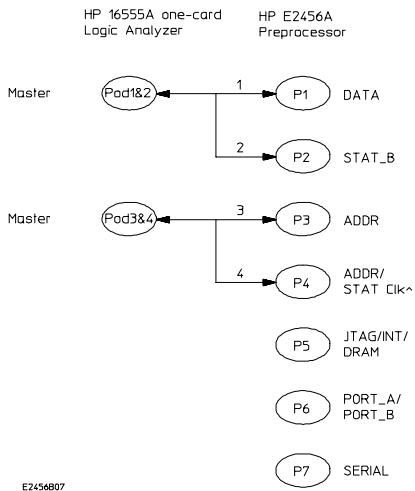 HP 16555A one-card
Logic Analyzer
HP E2456A
Preprocessor
Master
Pod1&2
1
P1
DATA
2
P2
STAT_B
Master
Pod3&4
3
P3
ADDR
4
P4
ADDR/
STAT Clk^
P5
JTAG/INT/
DRAM
P6
PORT_A/
PORT_B
P7
SERIAL
E2456B07